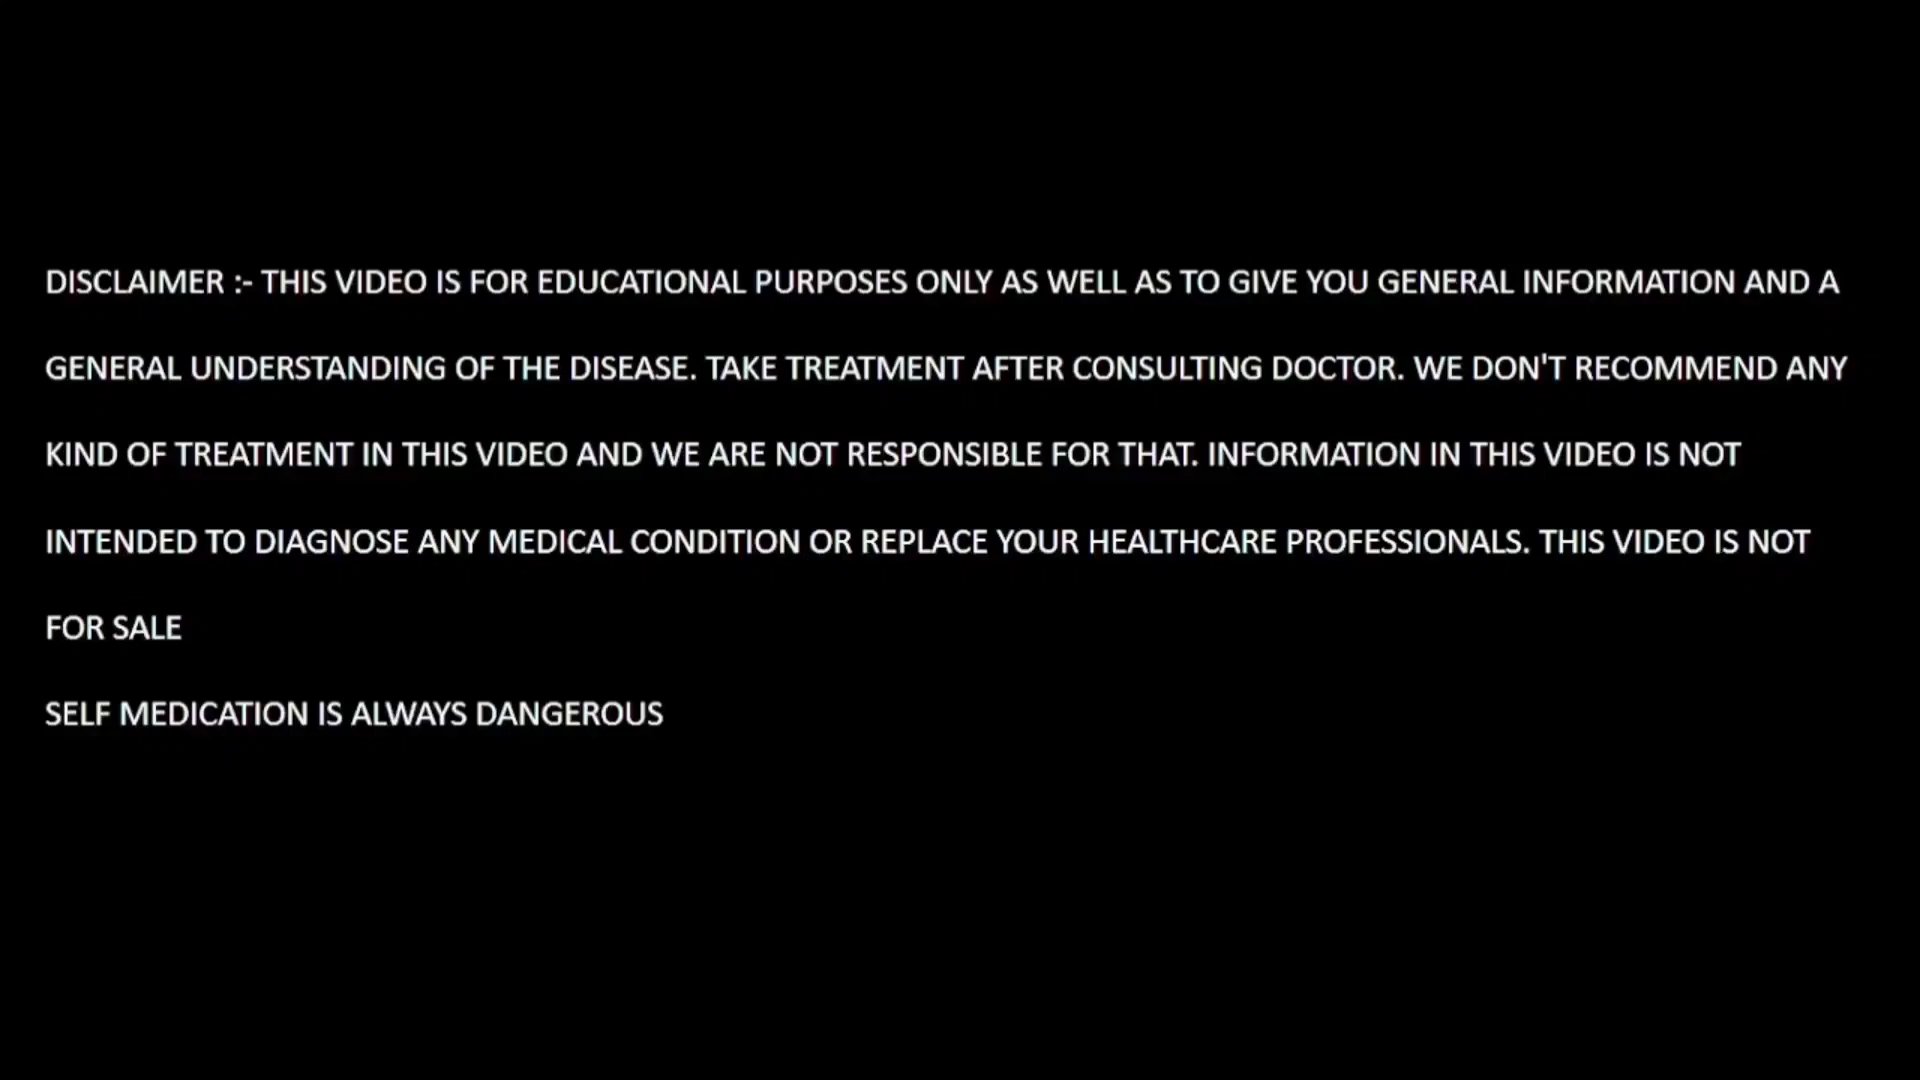 DISCLAIMER :- THIS VIDEO IS FOR EDUCATIONAL PURPOSES ONLY AS WELL AS TO GIVE YOU GENERAL INFORMATION AND A
GENERAL UNDERSTANDING OF THE DISEASE. TAKE TREATMENT AFTER CONSULTING DOCTOR. WE DON'T RECOMMEND ANY
KIND OF TREATMENT IN THIS VIDEO AND WE ARE NOT RESPONSIBLE FOR THAT. INFORMATION IN THIS VIDEO IS NOT
INTENDED TO DIAGNOSE ANY MEDICAL CONDITION OR REPLACE YOUR HEALTHCARE PROFESSIONALS. THIS VIDEO IS NOT
FOR SALE
SELF MEDICATION IS ALWAYS DANGEROUS